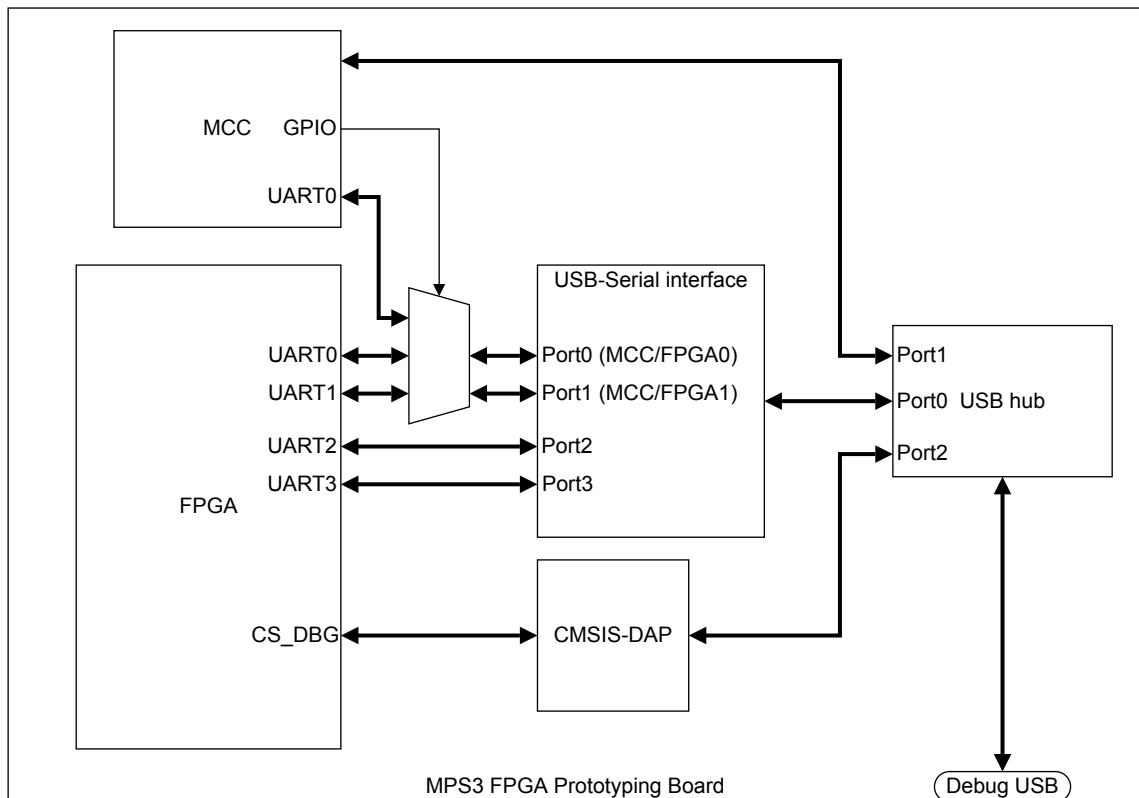 MCC
GPIO
UART0
USB-Serial interface
UART0
Port0 (MCC/FPGA0)
Port1
UART1
Port1 (MCC/FPGA1)
Port0 USB hub
UART2
Port2
Port2
UART3
Port3
FPGA
CS_DBG
CMSIS-DAP
MPS3 FPGA Prototyping Board
Debug USB